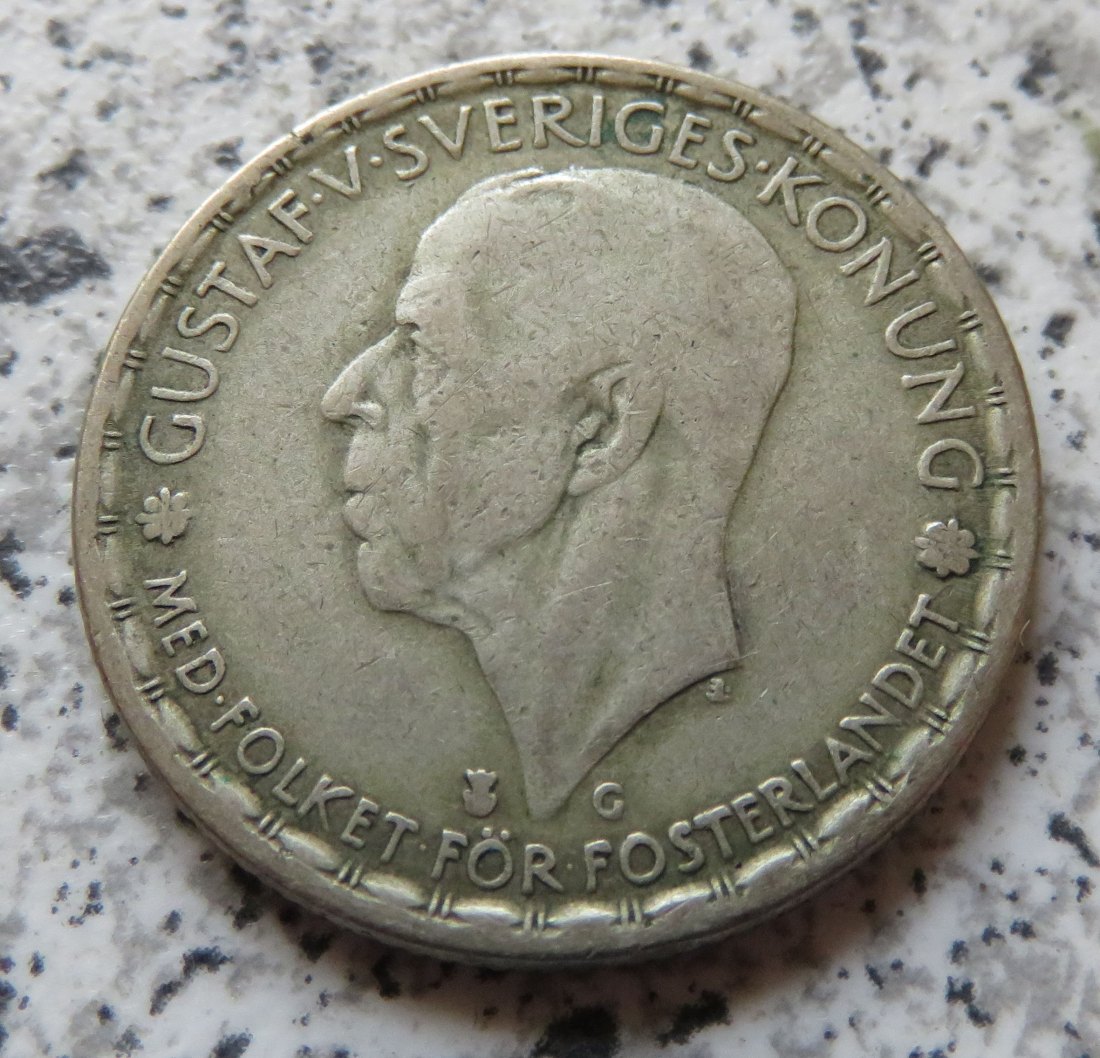 GUSTAF·V·SVERIGES·KONUNG
MED·FOLKET·FÖR·FOSTERLANDET
G